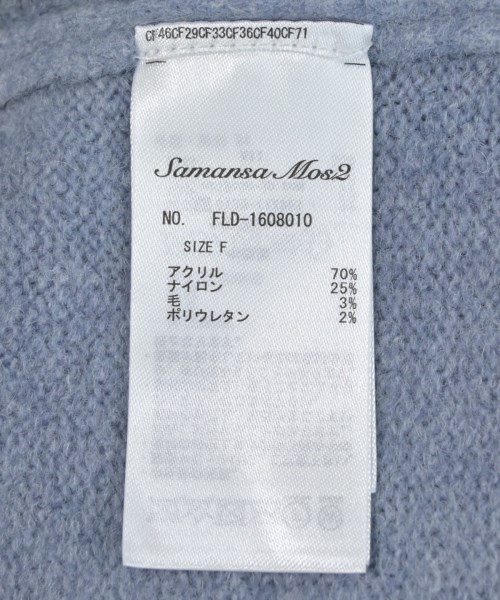 CF46CF29CF33CF36CF40CF71
Samansa Mos2
NO. FLD-1608010
SIZE F
アクリル 70%
ナイロン 25%
毛 3%
ポリウレタン 2%